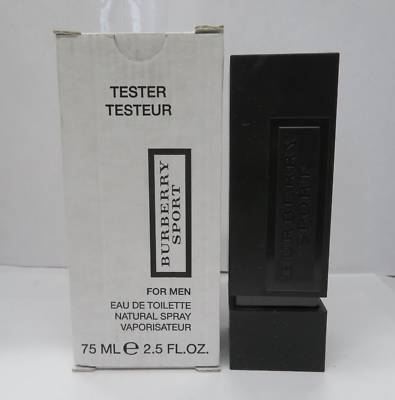 TESTER
TESTEUR
BURBERRY
SPORT
FOR MEN
EAU DE TOILETTE
NATURAL SPRAY
VAPORISATEUR
75 ML ℮ 2.5 FL.OZ.
BURBERRY
SPORT